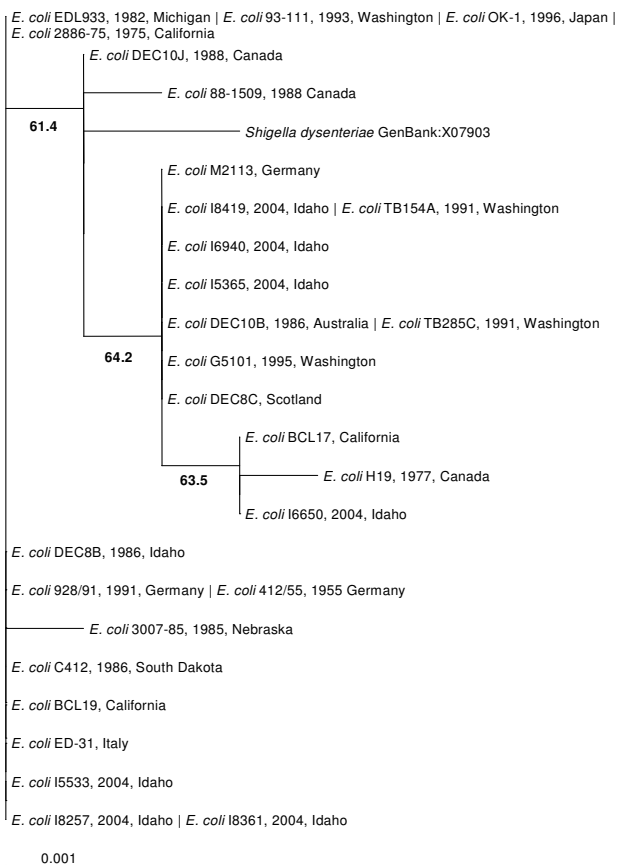 E. coli EDL933, 1982, Michigan | E. coli 93-111, 1993, Washington | E. coli OK-1, 1996, Japan |
E. coli 2886-75, 1975, California
E. coli DEC10J, 1988, Canada
E. coli 88-1509, 1988 Canada
61.4
Shigella dysenteriae GenBank:X07903
E. coli M2113, Germany
E. coli I8419, 2004, Idaho | E. coli TB154A, 1991, Washington
E. coli I6940, 2004, Idaho
E. coli I5365, 2004, Idaho
E. coli DEC10B, 1986, Australia | E. coli TB285C, 1991, Washington
64.2
E. coli G5101, 1995, Washington
E. coli DEC8C, Scotland
E. coli BCL17, California
63.5
E. coli H19, 1977, Canada
E. coli I6650, 2004, Idaho
E. coli DEC8B, 1986, Idaho
E. coli 928/91, 1991, Germany | E. coli 412/55, 1955 Germany
E. coli 3007-85, 1985, Nebraska
E. coli C412, 1986, South Dakota
E. coli BCL19, California
E. coli ED-31, Italy
E. coli I5533, 2004, Idaho
E. coli I8257, 2004, Idaho | E. coli I8361, 2004, Idaho
0.001